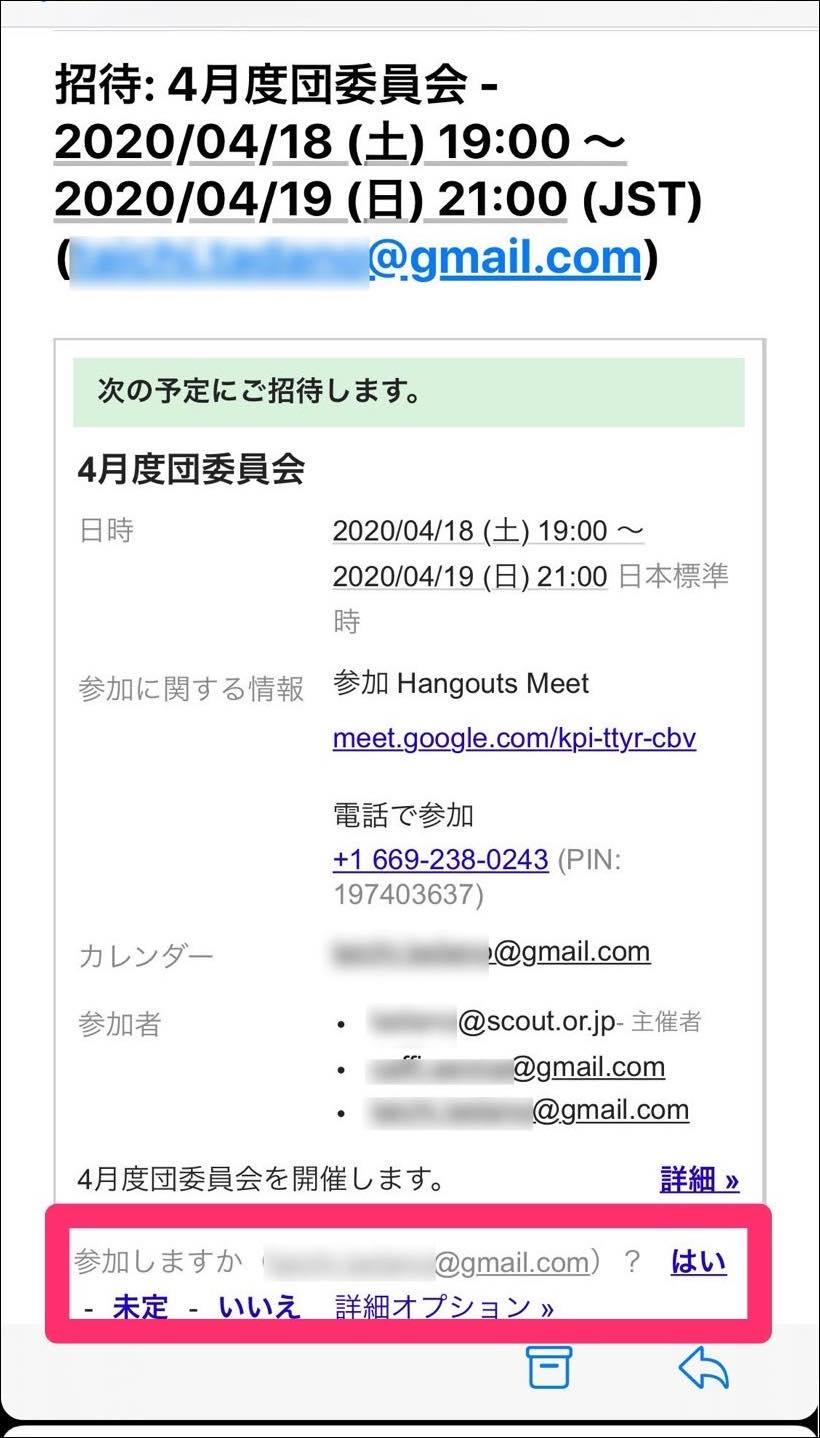 招待: 4月度団委員会 -
2020/04/18 (土) 19:00 〜
2020/04/19 (日) 21:00 (JST)
(@gmail.com)
次の予定にご招待します。
4月度団委員会
日時
2020/04/18 (土) 19:00 〜
2020/04/19 (日) 21:00 日本標準
時
参加に関する情報
参加 Hangouts Meet
meet.google.com/kpi-ttyr-cbv
電話で参加
+1 669-238-0243 (PIN:
197403637)
カレンダー
@gmail.com
参加者
• @scout.or.jp- 主催者
• @gmail.com
• @gmail.com
4月度団委員会を開催します。
詳細 »
参加しますか（@gmail.com）？ はい
- 未定 - いいえ 詳細オプション »